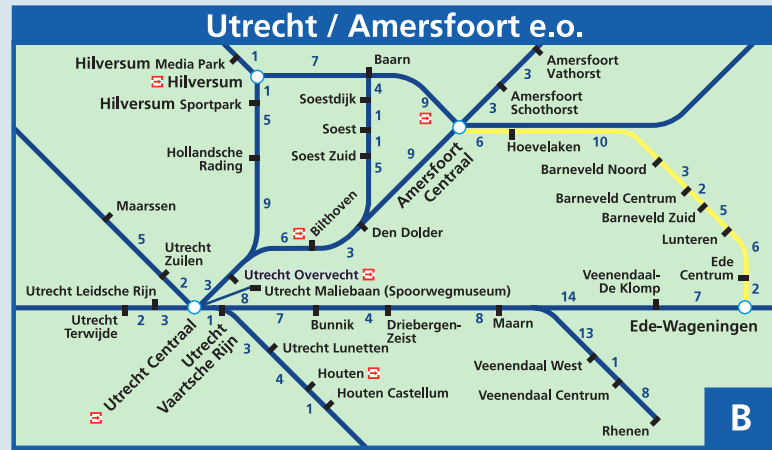 Utrecht / Amersfoort e.o.
Hilversum Media Park
1
7
Baarn
Amersfoort
Vathorst
3
Hilversum
1
Hilversum Sportpark
5
Soestdijk
4
9
Amersfoort
Schothorst
3
Soest
1
Soest Zuid
1
Hollandsche
Rading
5
9
Amersfoort
Centraal
6
Hoevelaken
10
Barneveld Noord
3
Barneveld Centrum
2
Barneveld Zuid
5
Lunteren
6
Maarssen
5
9
6
Bilthoven
3
Den Dolder
Utrecht
Zuilen
2
3
Utrecht Overvecht
8
Utrecht Maliebaan (Spoorwegmuseum)
Ede
Centrum
2
Veenendaal-
De Klomp
14
7
Ede-Wageningen
Utrecht Leidsche Rijn
Utrecht
Terwijde
2
3
Utrecht Centraal
1
Utrecht
Vaartsche Rijn
7
Bunnik
4
Driebergen-
Zeist
8
Maarn
3
Utrecht Lunetten
4
Houten
1
Houten Castellum
13
Veenendaal West
1
Veenendaal Centrum
8
Rhenen
B